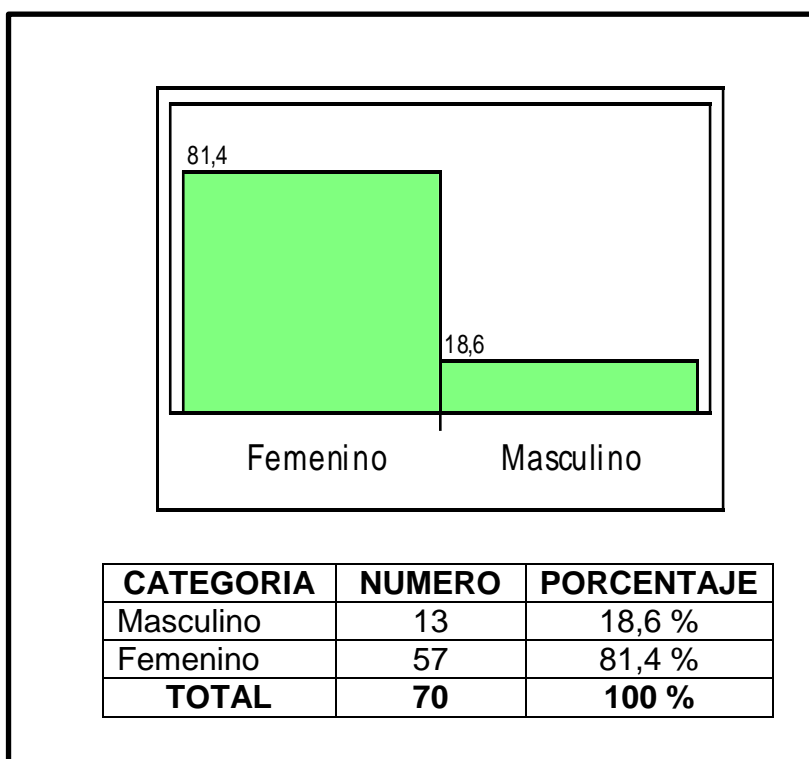 81,4
18,6
Femenino Masculino
CATEGORIA NUMERO PORCENTAJE
Masculino 13 18,6 %
Femenino 57 81,4 %
TOTAL 70 100 %